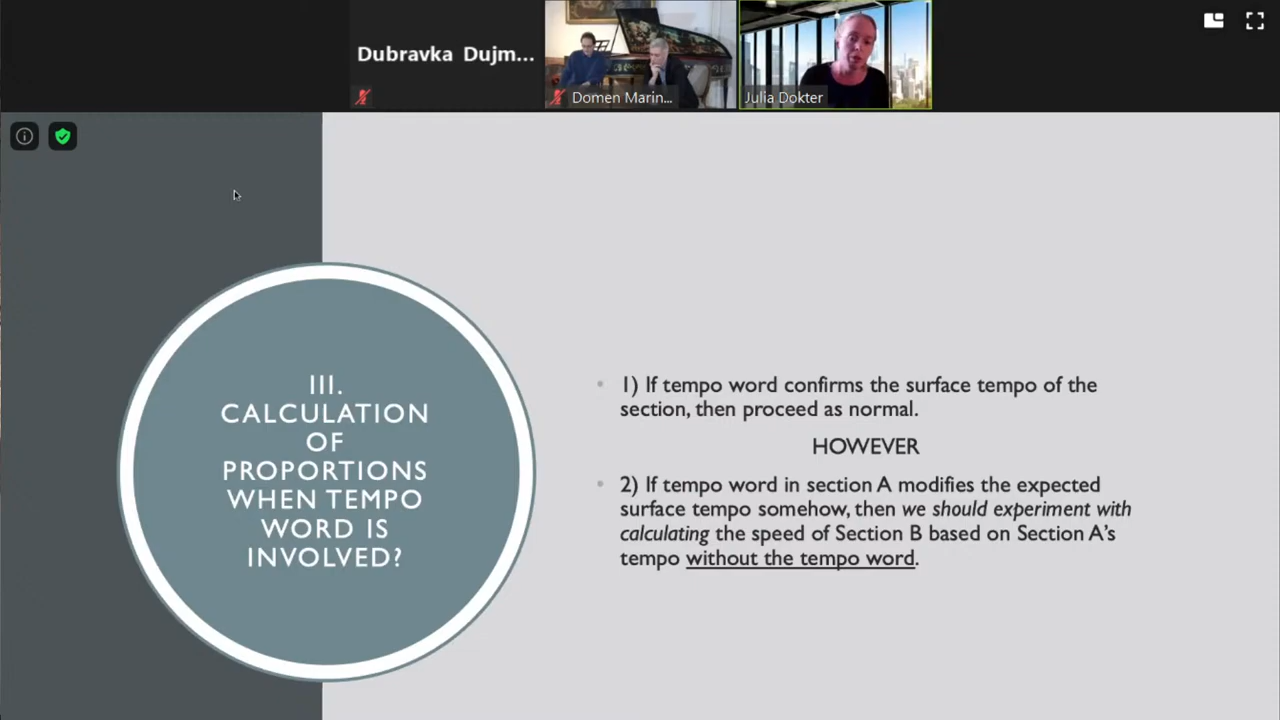 Dubravka Dujm...
Domen Marin...
Julia Dokter
III.
CALCULATION
OF
PROPORTIONS
WHEN TEMPO
WORD IS
INVOLVED?
1) If tempo word confirms the surface tempo of the
section, then proceed as normal.
HOWEVER
2) If tempo word in section A modifies the expected
surface tempo somehow, then we should experiment with
calculating the speed of Section B based on Section A's
tempo without the tempo word.